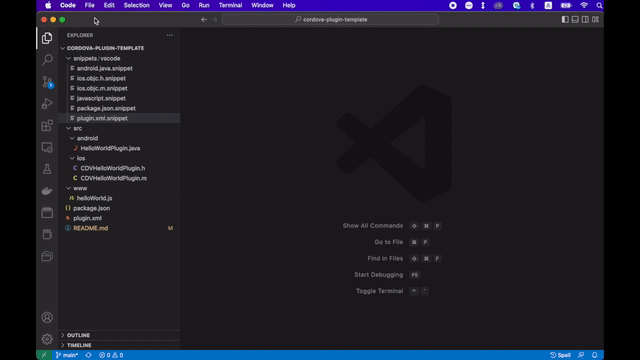 Code File Edit Selection View Go Run Terminal Window Help
cordova-plugin-template
EXPLORER
CORDOVA-PLUGIN-TEMPLATE
snippets/vscode
android.java.snippet
ios.objc.h.snippet
ios.objc.m.snippet
javascript.snippet
package.json.snippet
plugin.xml.snippet
src
android
J HelloWorldPlugin.java
ios
C CDVHelloWorldPlugin.h
C CDVHelloWorldPlugin.m
www
JS helloWorld.js
{} package.json
plugin.xml
README.md M
Show All Commands ⇧ ⌘ P
Go to File ⌘ P
Find in Files ⇧ ⌘ F
Start Debugging F5
Toggle Terminal ⌃ `
OUTLINE
TIMELINE
main* 0 0 Spell